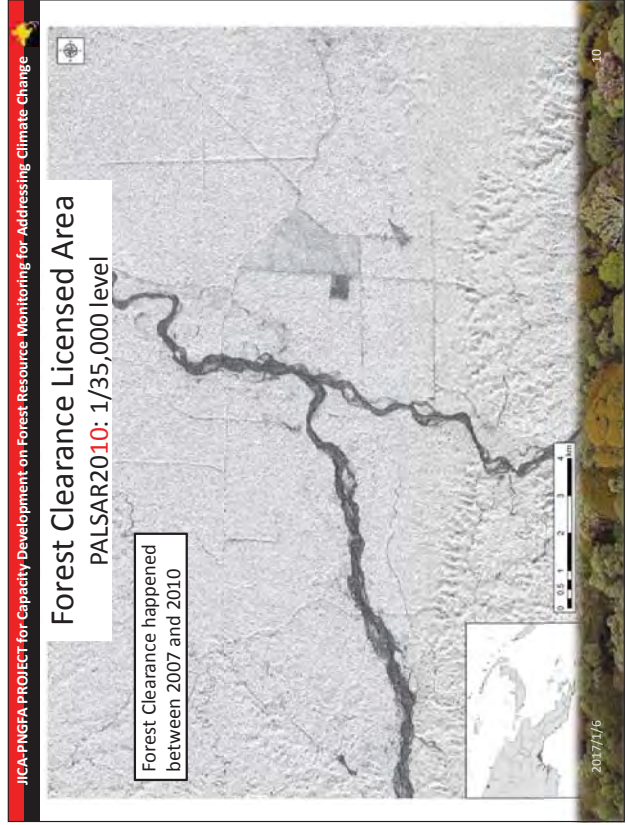 JICA-PNGFA PROJECT for Capacity Development on Forest Resource Monitoring for Addressing Climate Change
Forest Clearance Licensed Area
PALSAR2010: 1/35,000 level
Forest Clearance happened
between 2007 and 2010
0 0.5 1 2 3 4
km
2017/1/6
10